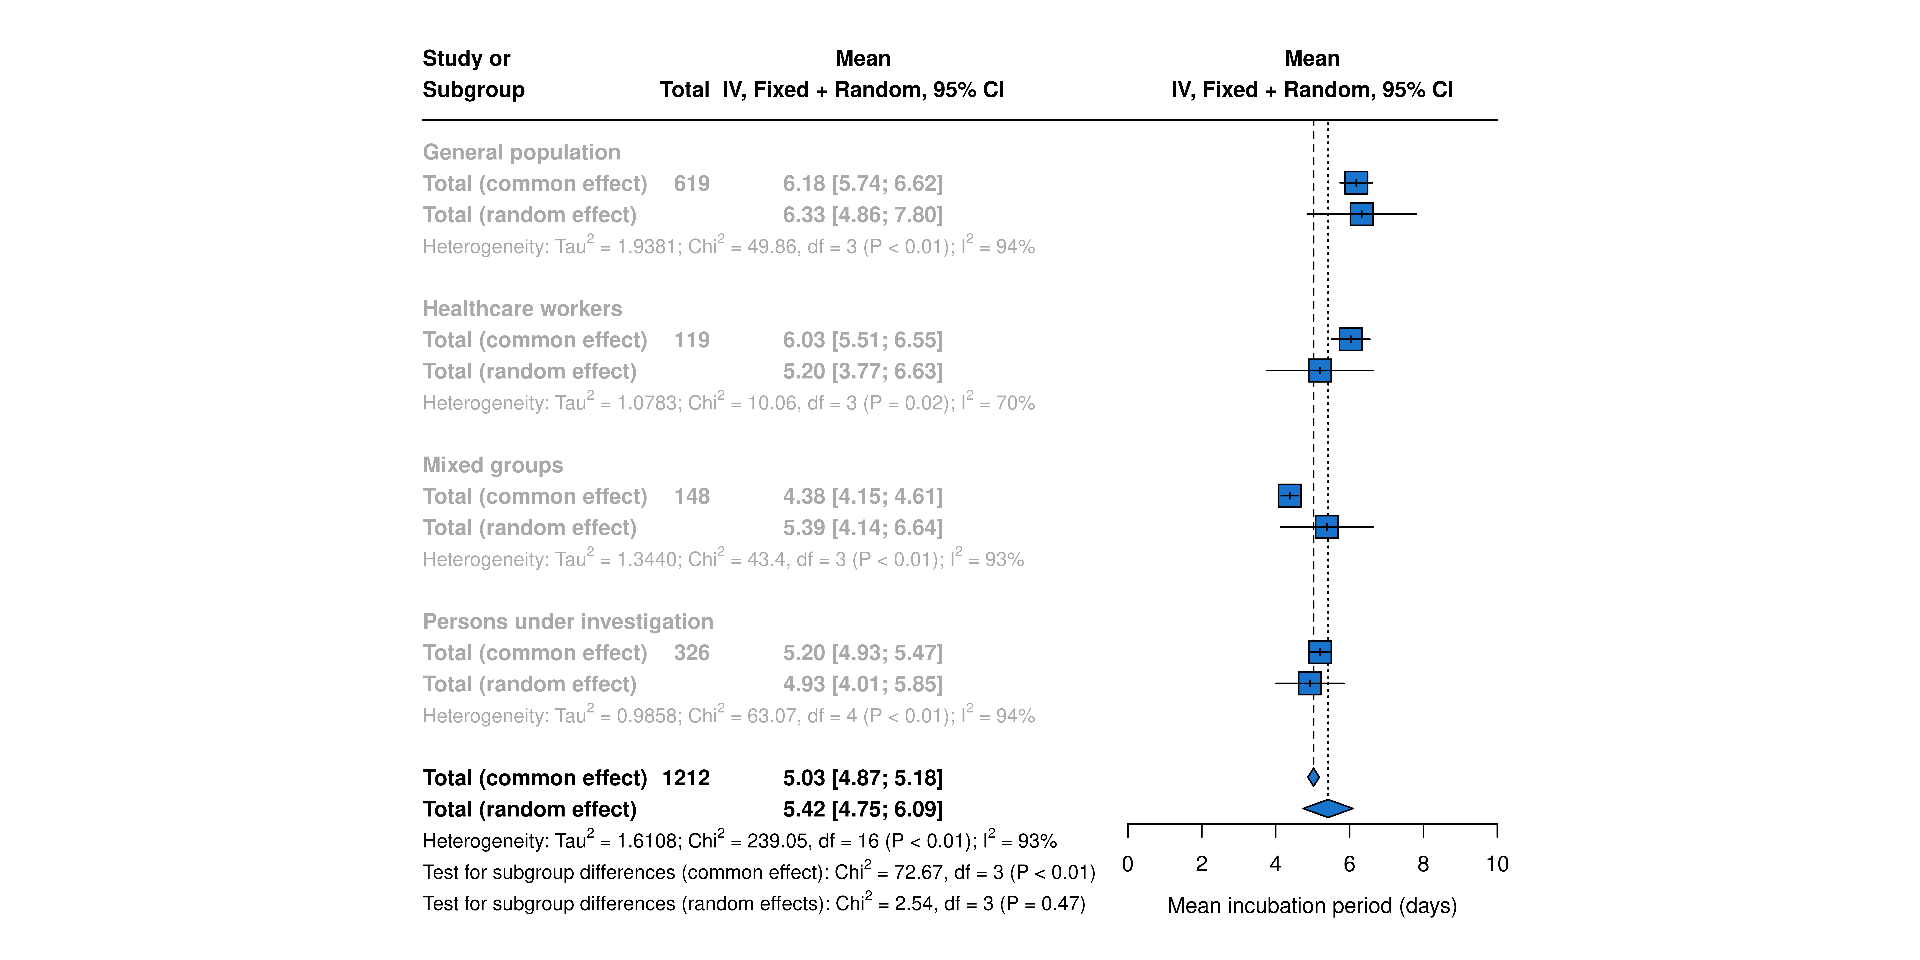 Study or Mean Mean
Subgroup Total IV, Fixed + Random, 95% CI IV, Fixed + Random, 95% CI
General population
Total (common effect) 619 6.18 [5.74; 6.62]
Total (random effect) 6.33 [4.86; 7.80]
Heterogeneity: Tau² = 1.9381; Chi² = 49.86, df = 3 (P < 0.01); I² = 94%
Healthcare workers
Total (common effect) 119 6.03 [5.51; 6.55]
Total (random effect) 5.20 [3.77; 6.63]
Heterogeneity: Tau² = 1.0783; Chi² = 10.06, df = 3 (P = 0.02); I² = 70%
Mixed groups
Total (common effect) 148 4.38 [4.15; 4.61]
Total (random effect) 5.39 [4.14; 6.64]
Heterogeneity: Tau² = 1.3440; Chi² = 43.4, df = 3 (P < 0.01); I² = 93%
Persons under investigation
Total (common effect) 326 5.20 [4.93; 5.47]
Total (random effect) 4.93 [4.01; 5.85]
Heterogeneity: Tau² = 0.9858; Chi² = 63.07, df = 4 (P < 0.01); I² = 94%
Total (common effect) 1212 5.03 [4.87; 5.18]
Total (random effect) 5.42 [4.75; 6.09]
Heterogeneity: Tau² = 1.6108; Chi² = 239.05, df = 16 (P < 0.01); I² = 93%
Test for subgroup differences (common effect): Chi² = 72.67, df = 3 (P < 0.01)
Test for subgroup differences (random effects): Chi² = 2.54, df = 3 (P = 0.47)
0 2 4 6 8 10
Mean incubation period (days)